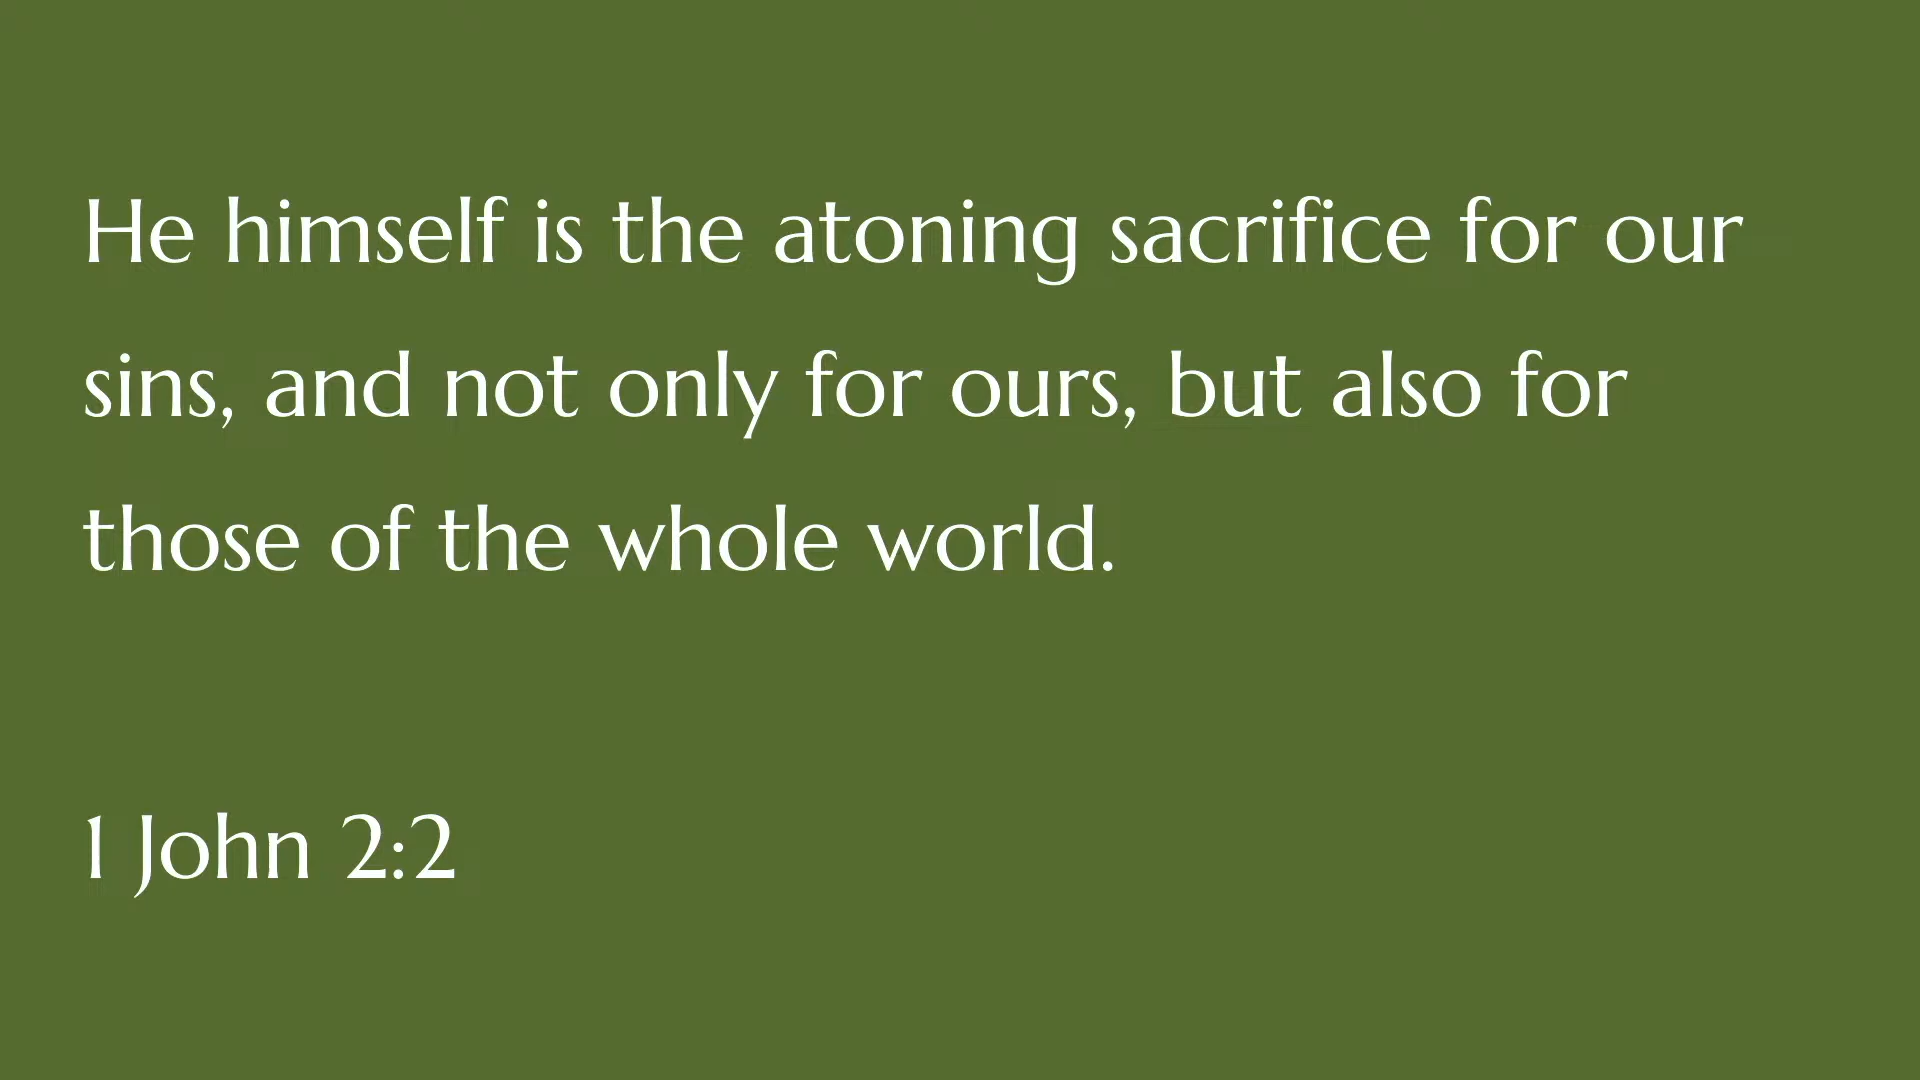 He himself is the atoning sacrifice for our
sins, and not only for ours, but also for
those of the whole world.
1 John 2:2